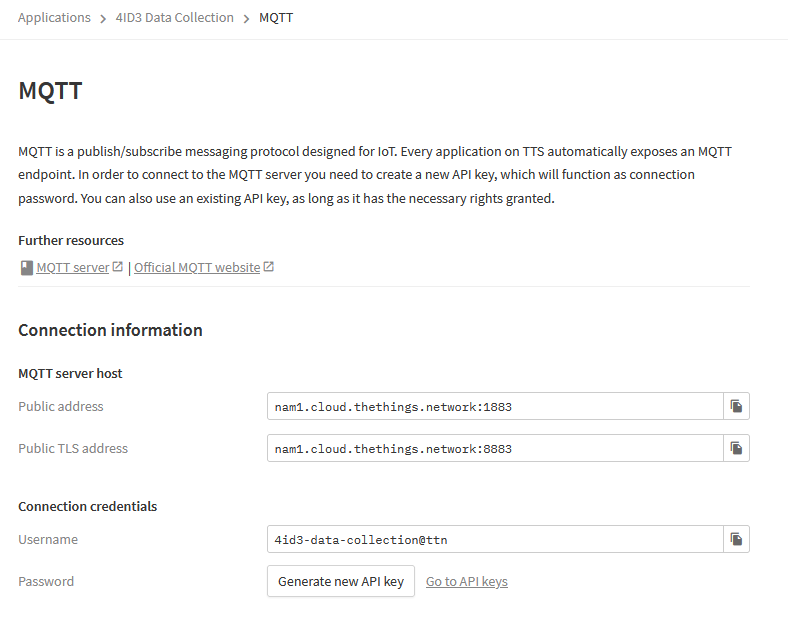 Applications > 4ID3 Data Collection > MQTT
MQTT
MQTT is a publish/subscribe messaging protocol designed for IoT. Every application on TTS automatically exposes an MQTT
endpoint. In order to connect to the MQTT server you need to create a new API key, which will function as connection
password. You can also use an existing API key, as long as it has the necessary rights granted.
Further resources
MQTT server | Official MQTT website
Connection information
MQTT server host
Public address nam1.cloud.thethings.network:1883
Public TLS address nam1.cloud.thethings.network:8883
Connection credentials
Username 4id3-data-collection@ttn
Password Generate new API key Go to API keys